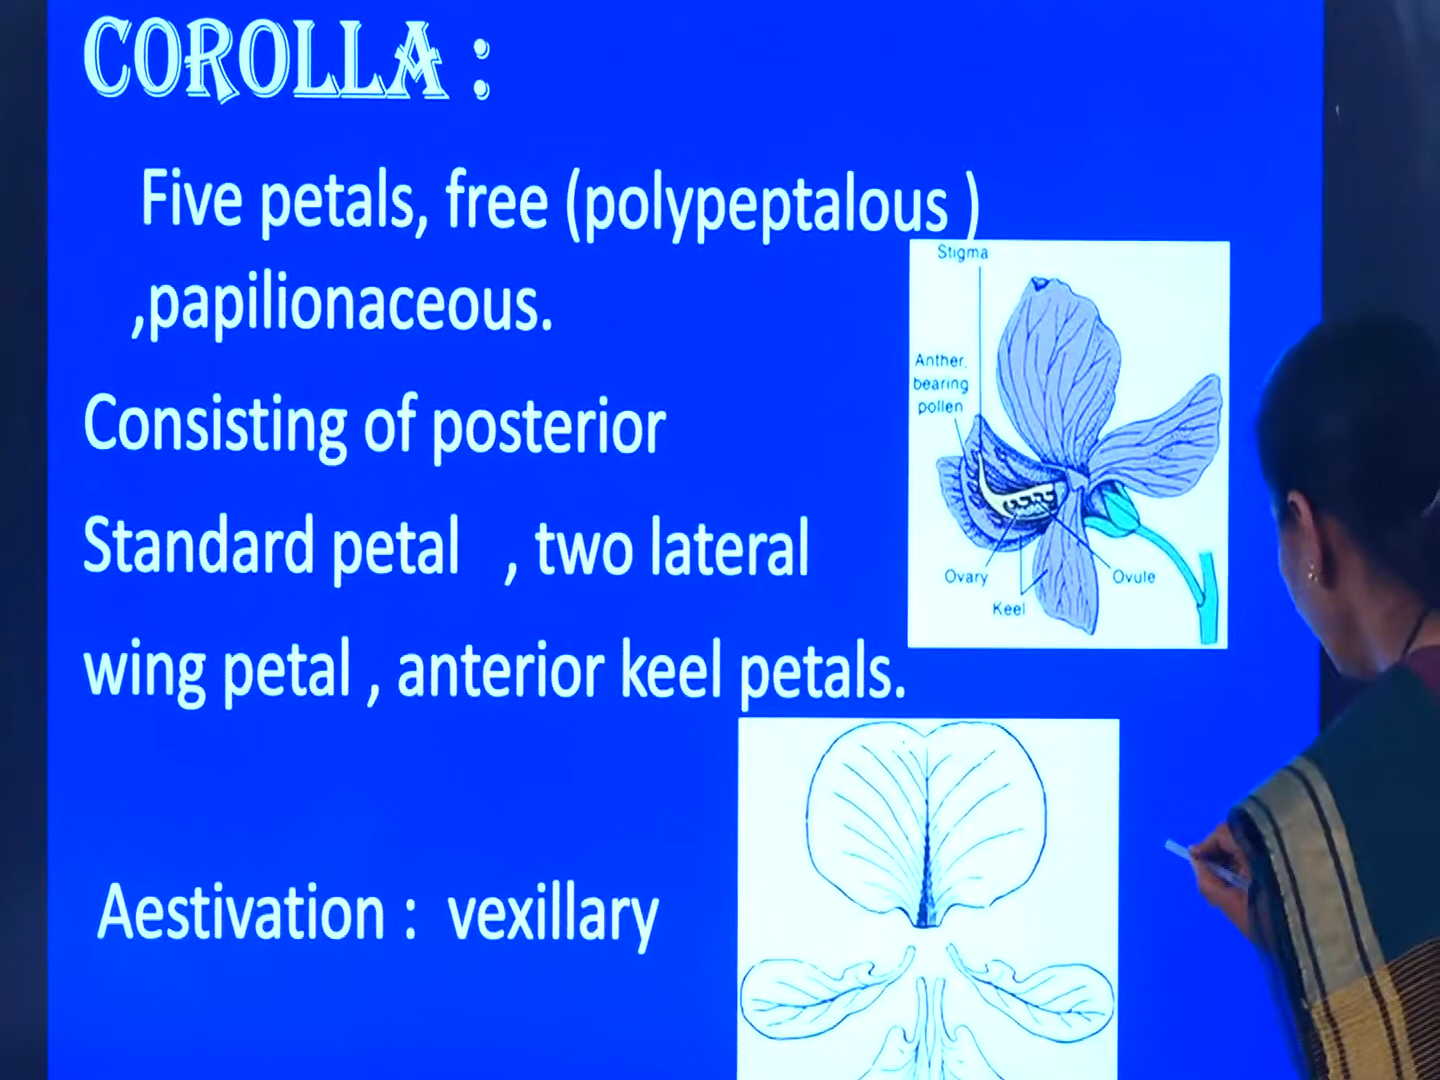 COROLLA :
Five petals, free (polypeptalous )
,papilionaceous.
Consisting of posterior
Standard petal , two lateral
wing petal , anterior keel petals.
Aestivation : vexillary
Stigma
Anther,
bearing
pollen
Ovary
Ovule
Keel